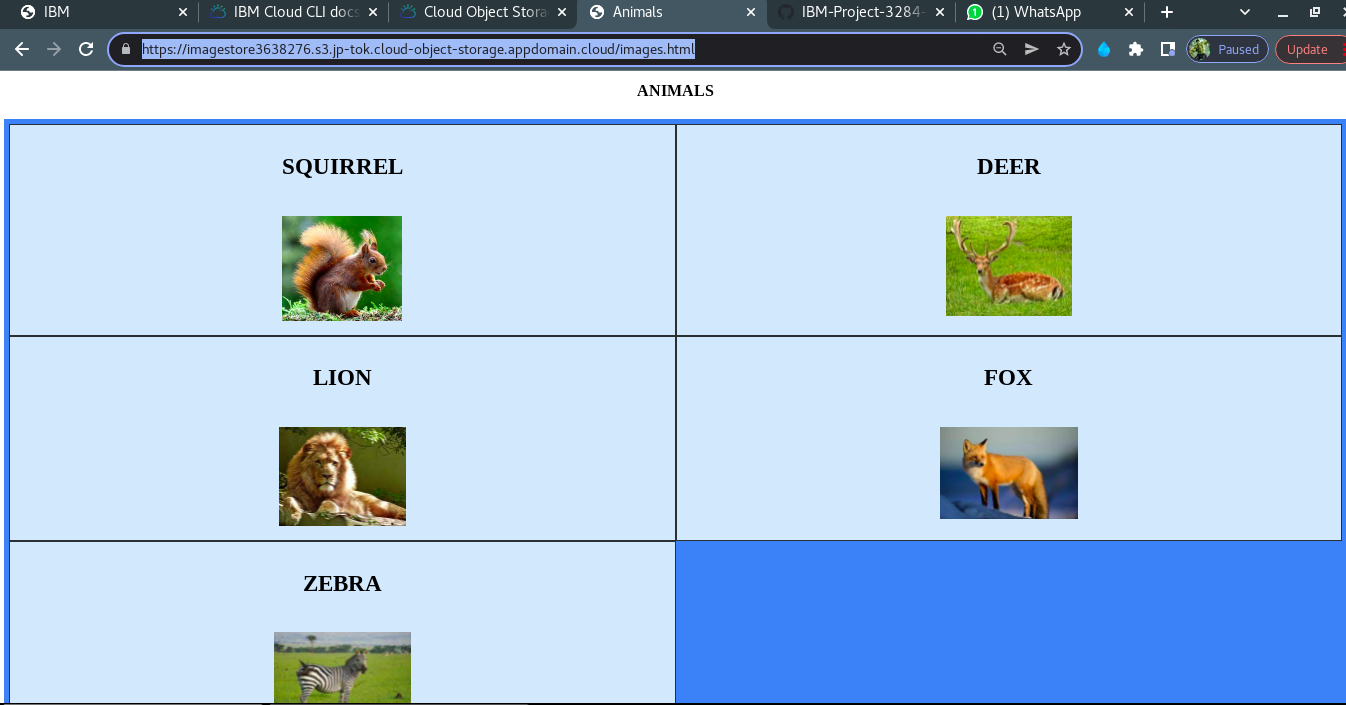 IBM
IBM Cloud CLI docs
Cloud Object Stora
Animals
IBM-Project-3284-
(1) WhatsApp
https://imagestore3638276.s3.jp-tok.cloud-object-storage.appdomain.cloud/images.html
Paused
Update
ANIMALS
SQUIRREL
DEER
LION
FOX
ZEBRA